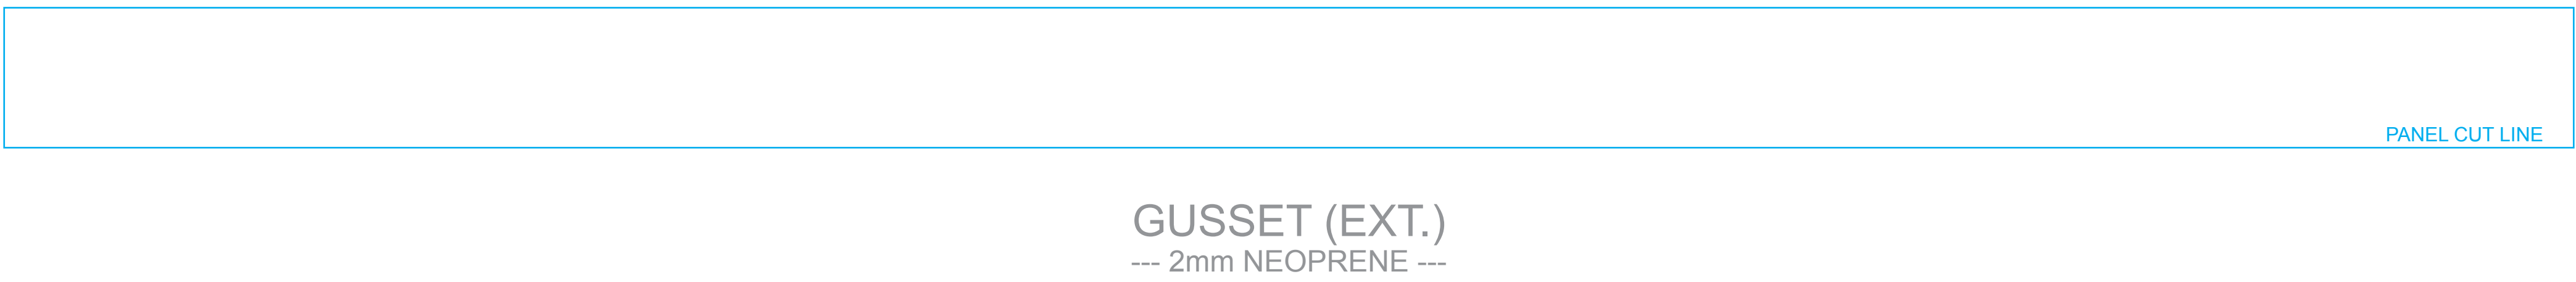 PANEL CUT LINE
GUSSET (EXT.)
--- 2mm NEOPRENE ---